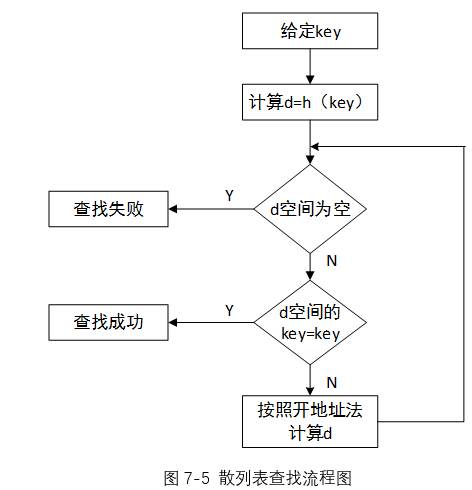 给定key
计算d=h（key）
d空间为空
Y
查找失败
N
d空间的
key=key
Y
查找成功
N
按照开地址法
计算d
图 7-5 散列表查找流程图